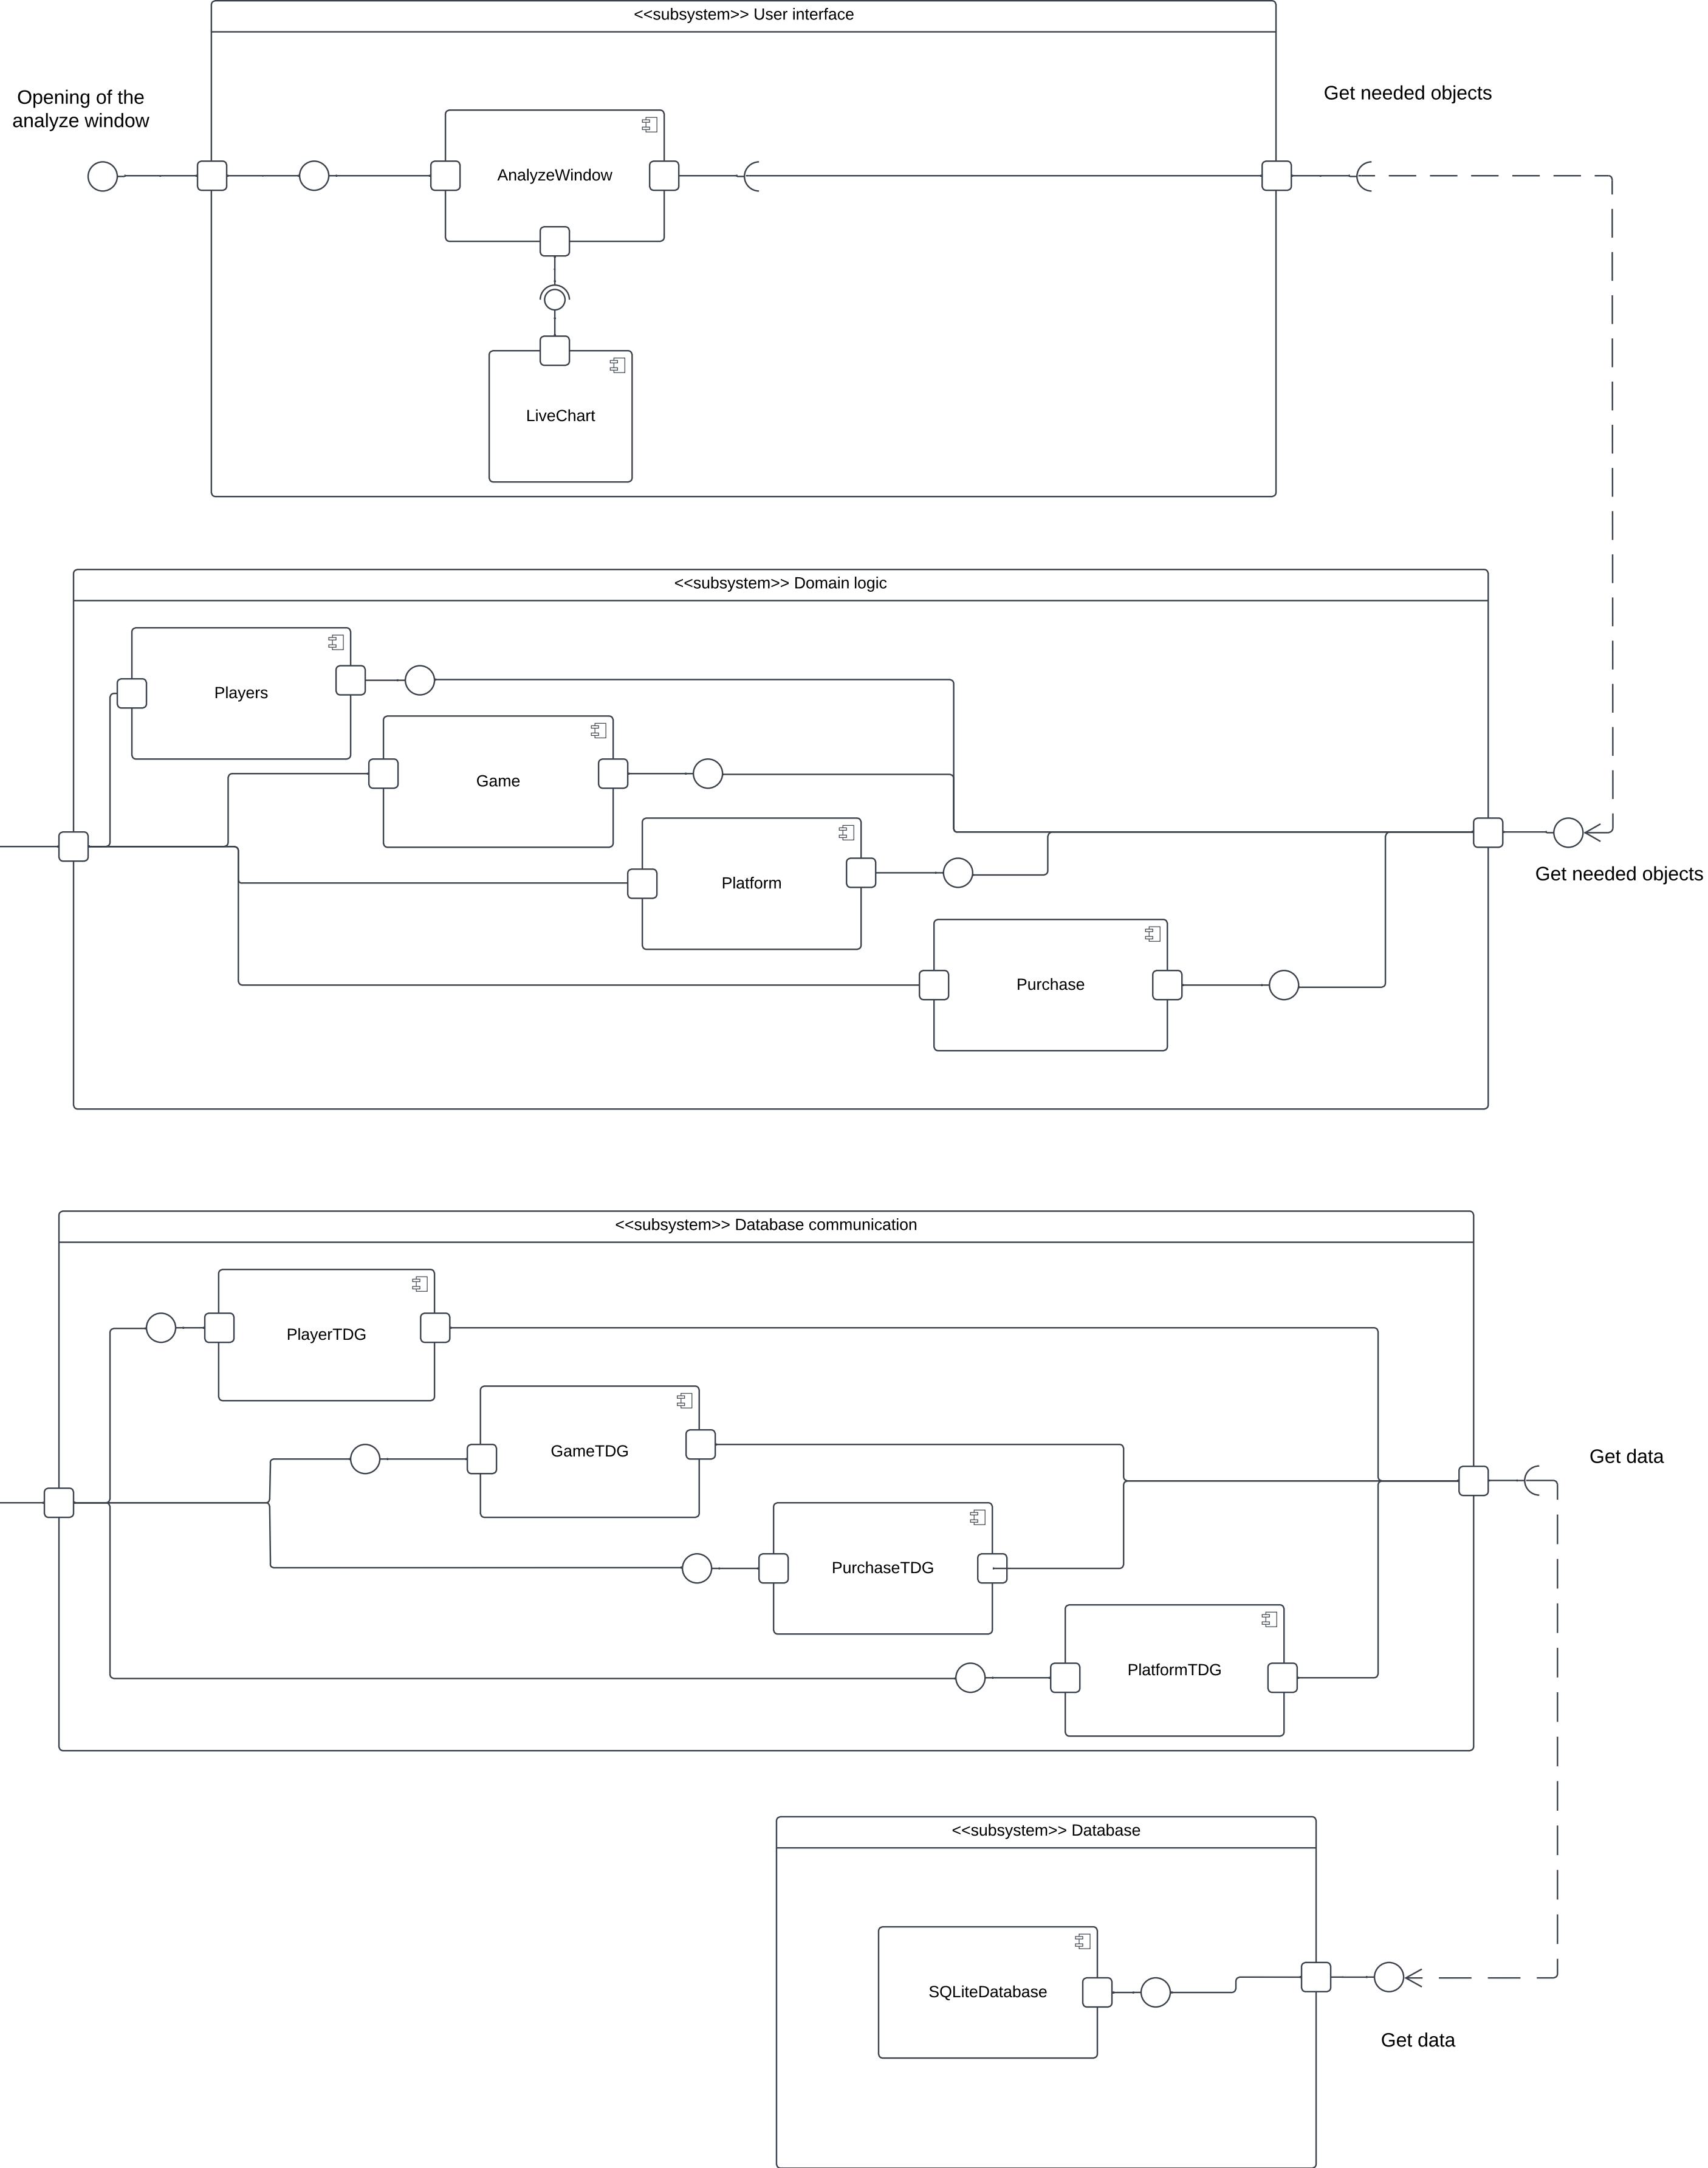 <<subsystem>> User interface
Opening of the
analyze window
Get needed objects
AnalyzeWindow
LiveChart
<<subsystem>> Domain logic
Players
Game
Platform
Get needed objects
Purchase
<<subsystem>> Database communication
PlayerTDG
GameTDG
Get data
PurchaseTDG
PlatformTDG
<<subsystem>> Database
SQLiteDatabase
Get data